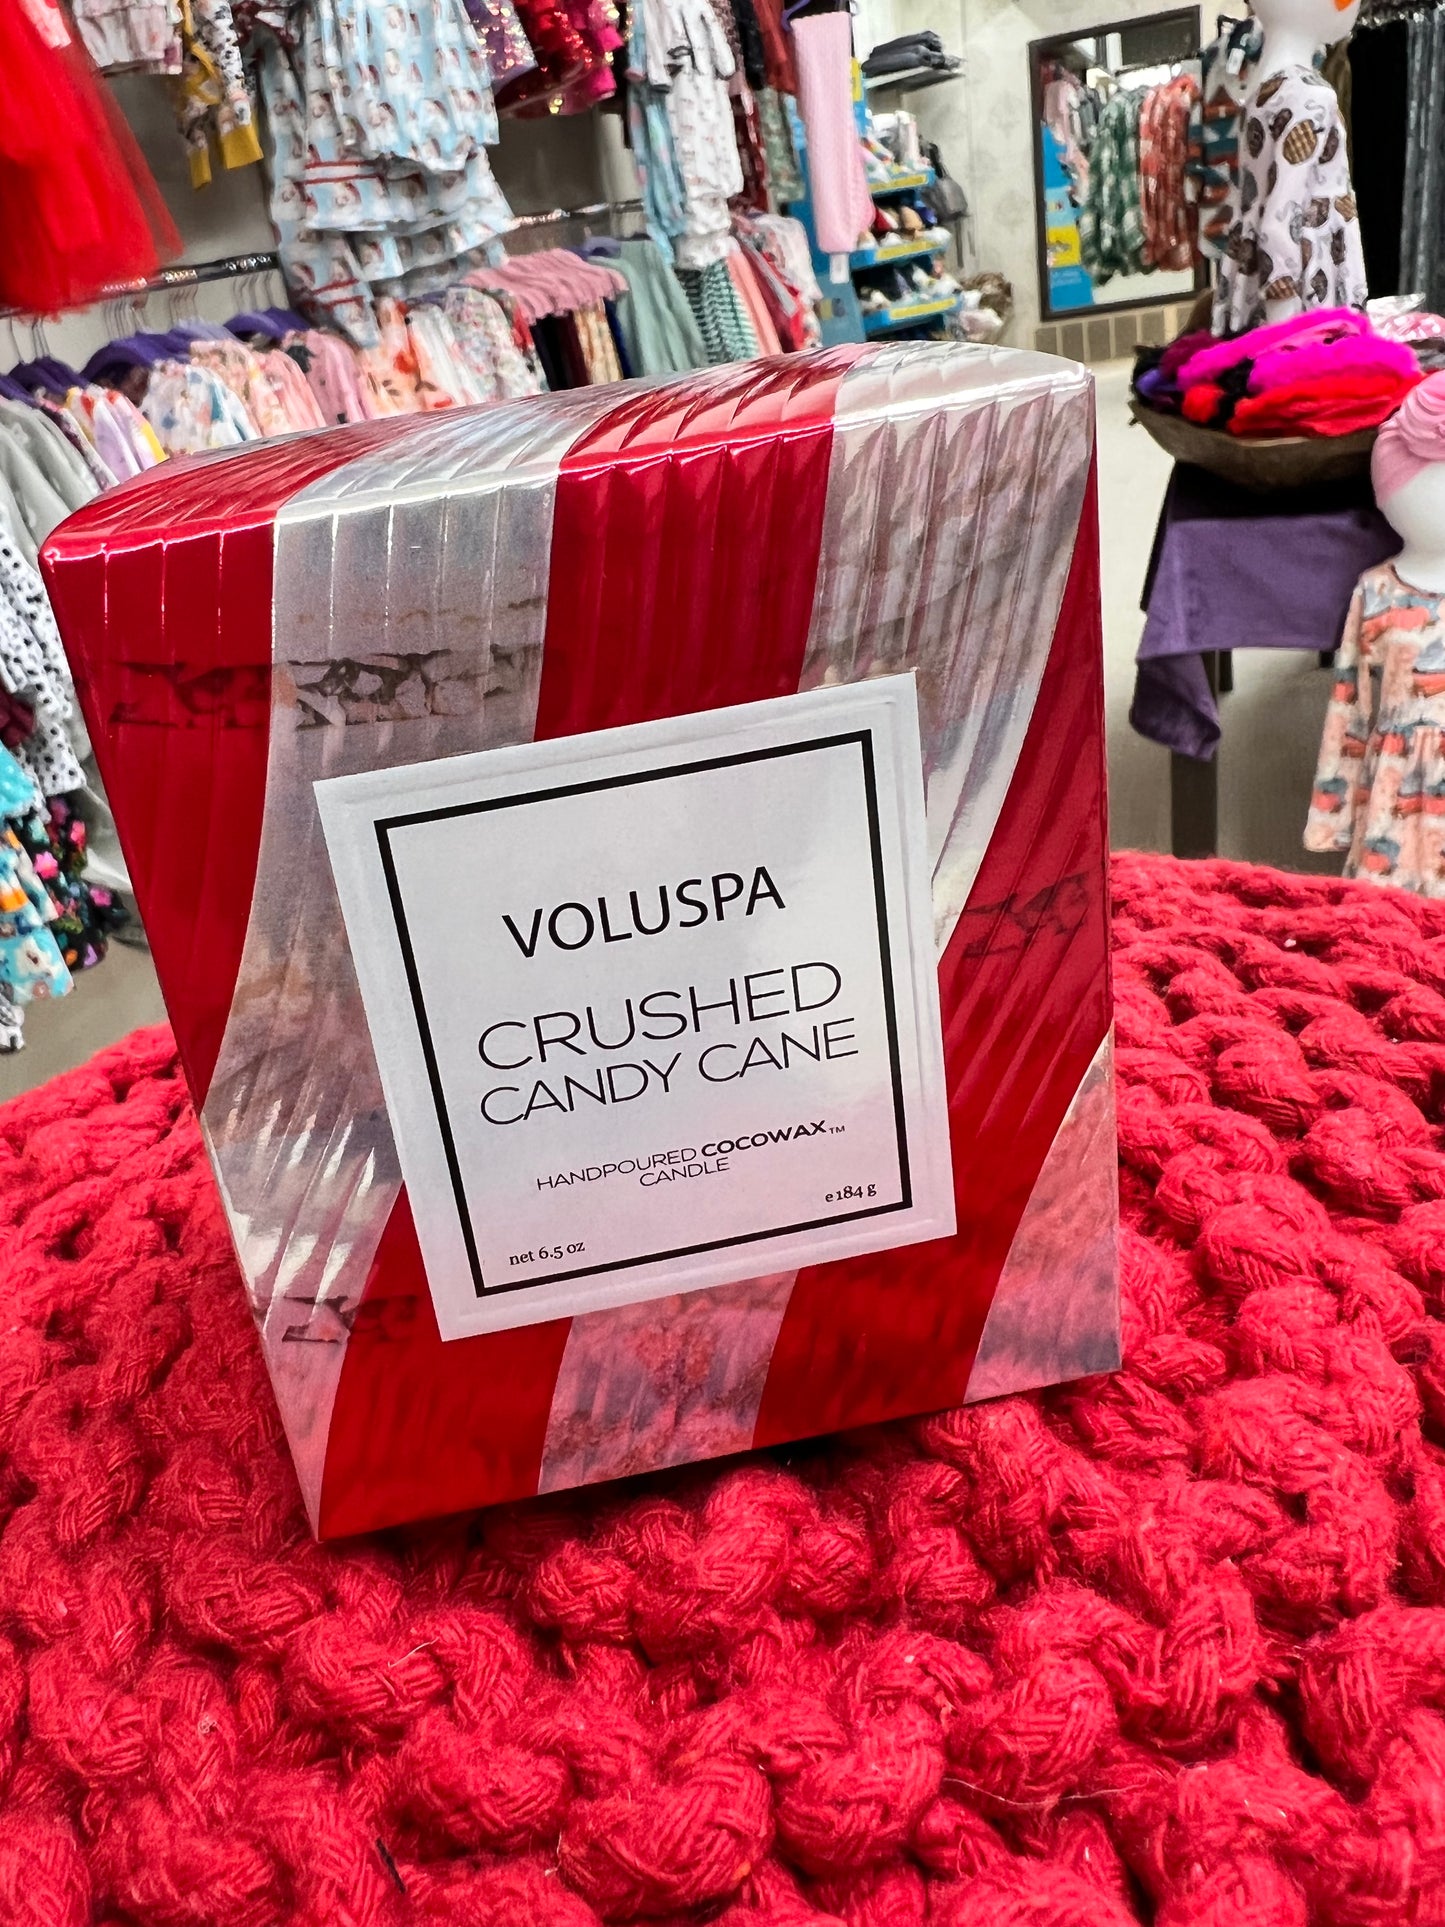 VOLUSPA
CRUSHED
CANDY CANE
HANDPOURED COCOWAX™
CANDLE
net 6.5 oz
e 184 g